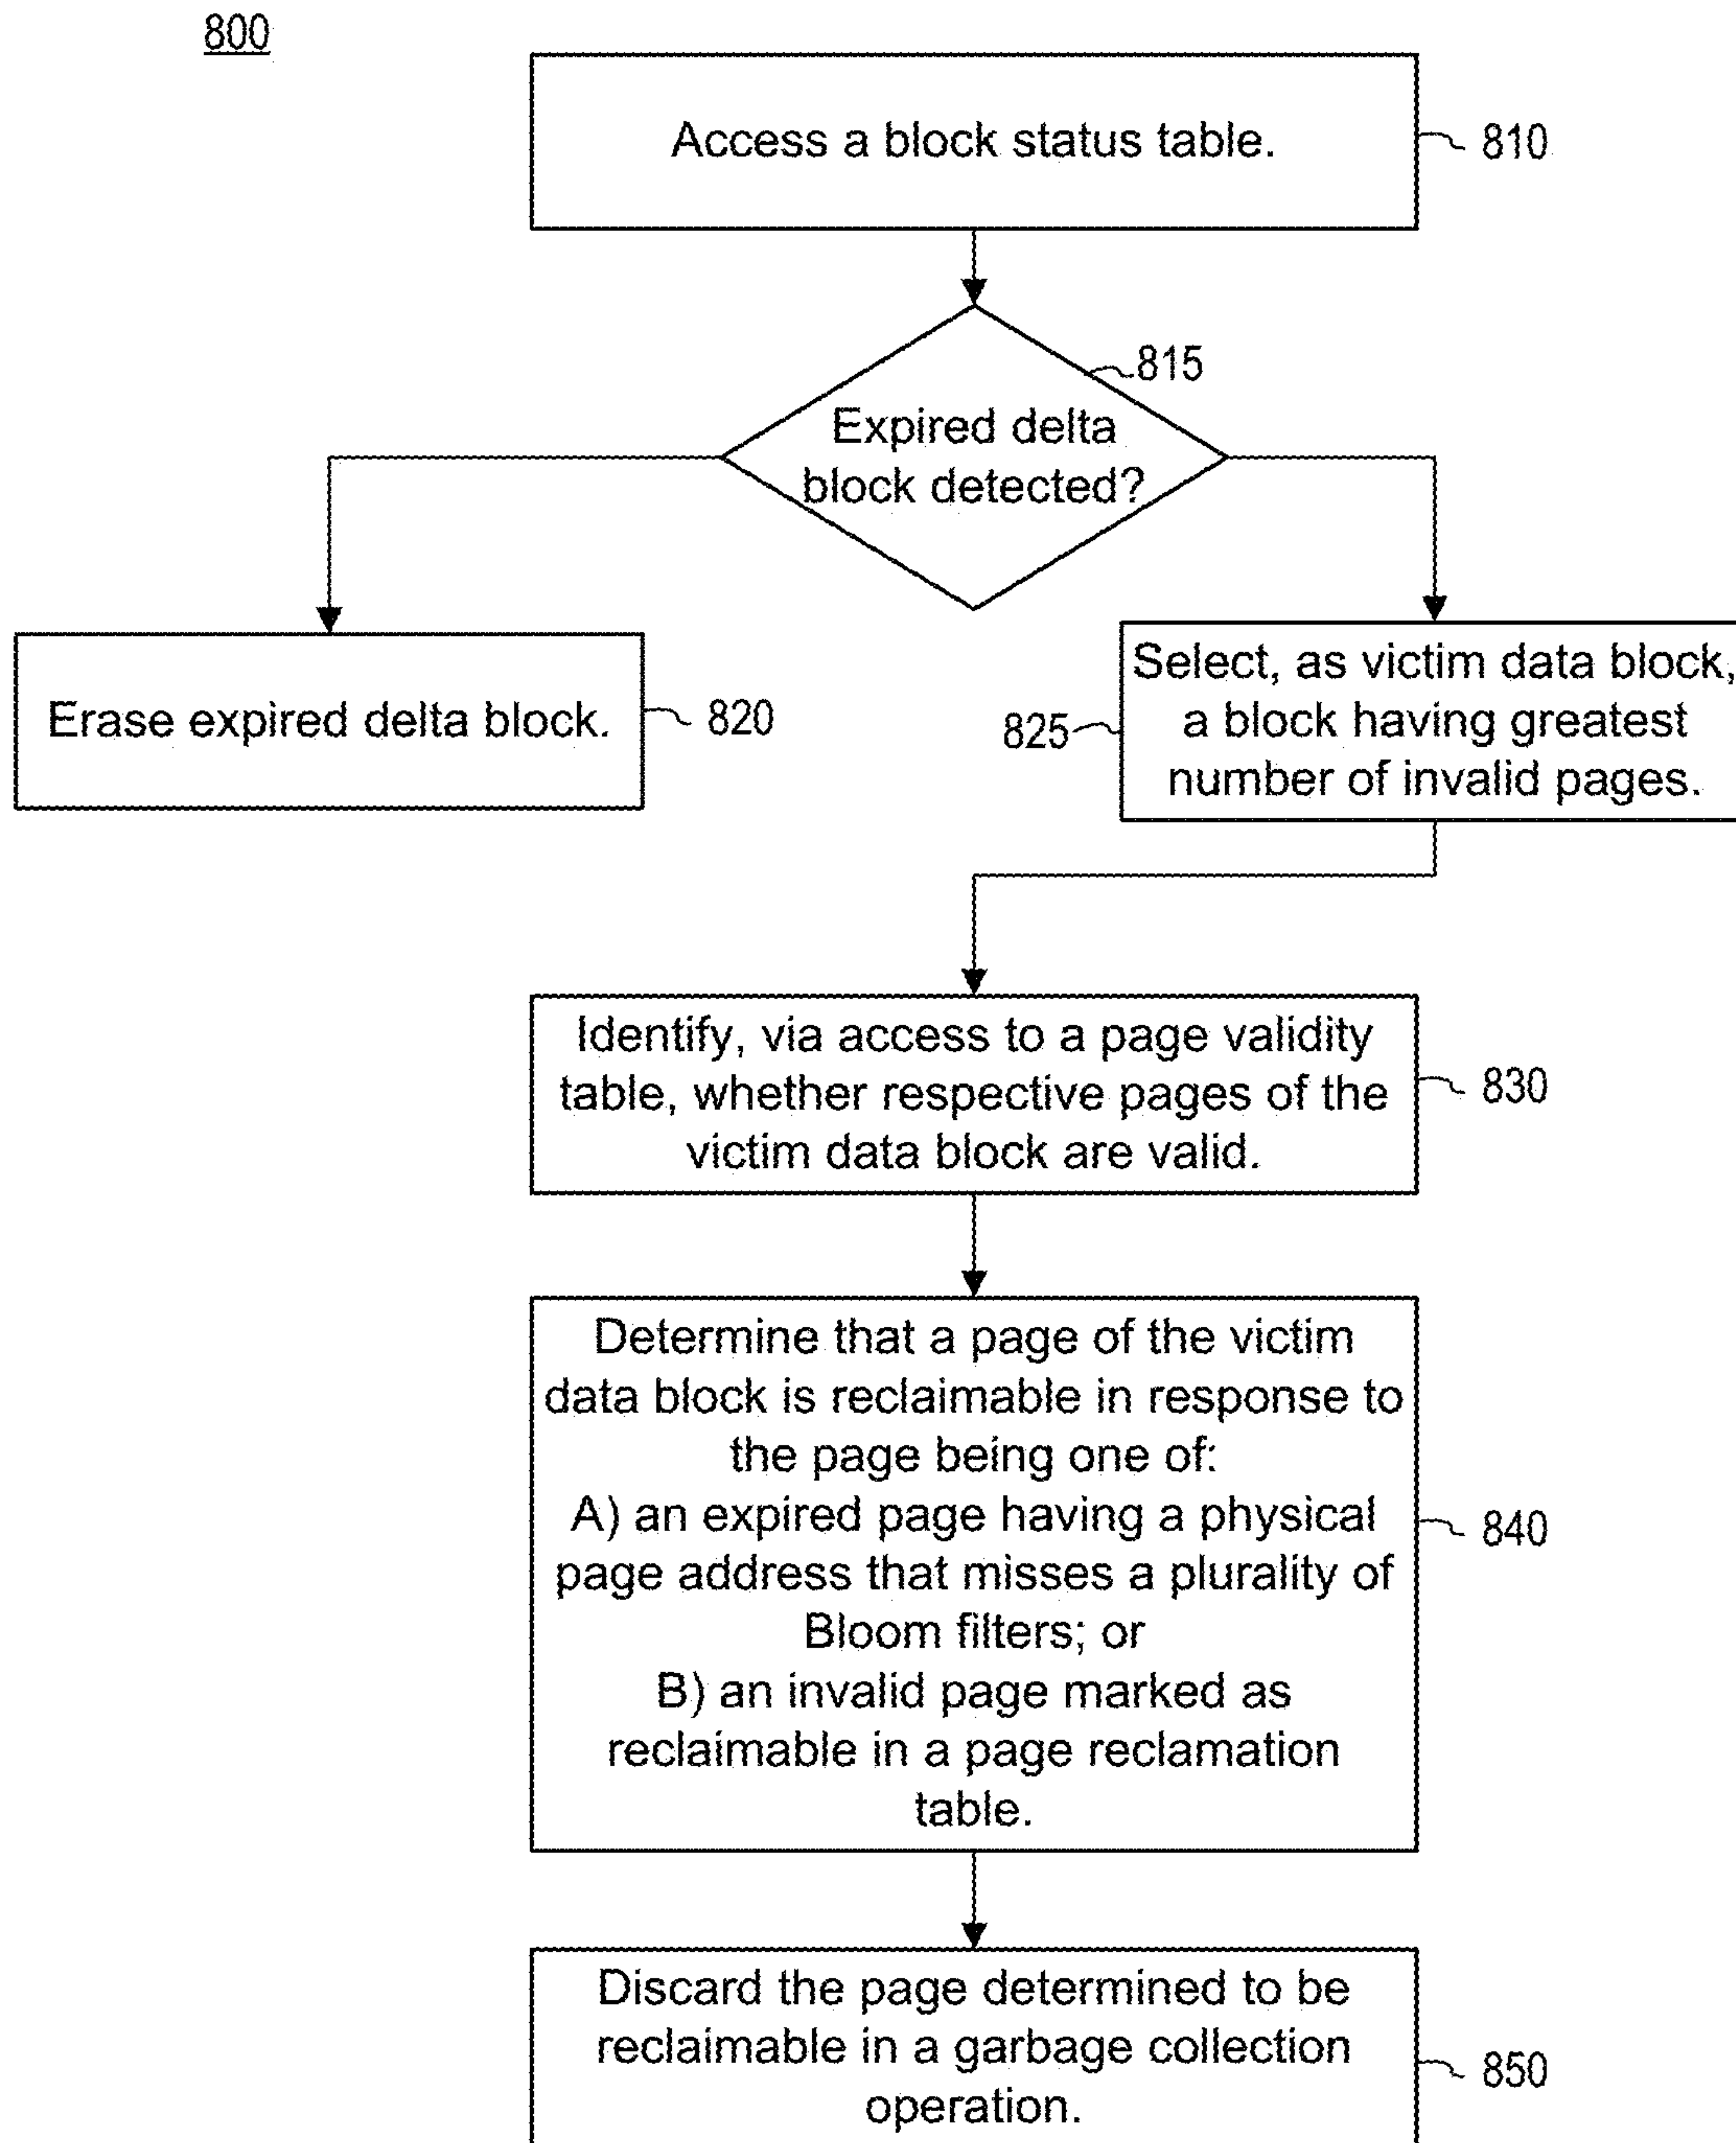 800
Access a block status table.
810
815
Expired delta
block detected?
Erase expired delta block.
820
825
Select, as victim data block,
a block having greatest
number of invalid pages.
Identify, via access to a page validity
table, whether respective pages of the
victim data block are valid.
830
Determine that a page of the victim
data block is reclaimable in response to
the page being one of:
A) an expired page having a physical
page address that misses a plurality of
Bloom filters; or
B) an invalid page marked as
reclaimable in a page reclamation
table.
840
Discard the page determined to be
reclaimable in a garbage collection
operation.
850